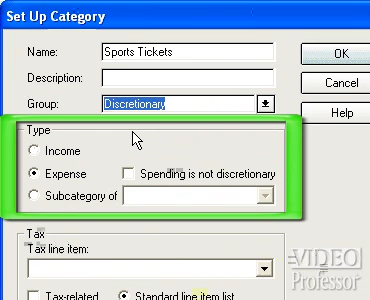 Set Up Category
Name: Sports Tickets OK
Description: Cancel
Group: Discretionary Help
Type
Income
Expense Spending is not discretionary
Subcategory of
Tax
Tax line item:
Tax-related Standard line item list
VIDEO
Professor